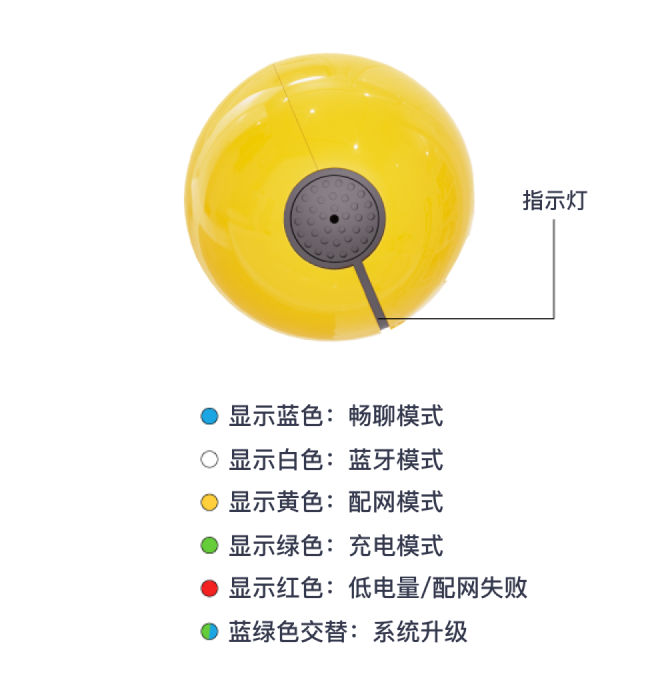 指示灯
显示蓝色：畅聊模式
显示白色：蓝牙模式
显示黄色：配网模式
显示绿色：充电模式
显示红色：低电量/配网失败
蓝绿色交替：系统升级